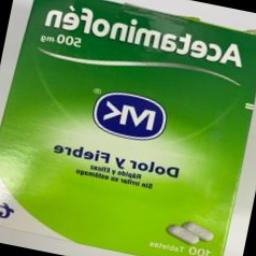 Acetaminofén
500 mg
MK®
Dolor y Fiebre
Rápido y Eficaz
Sin irritar su estómago
100 Tabletas